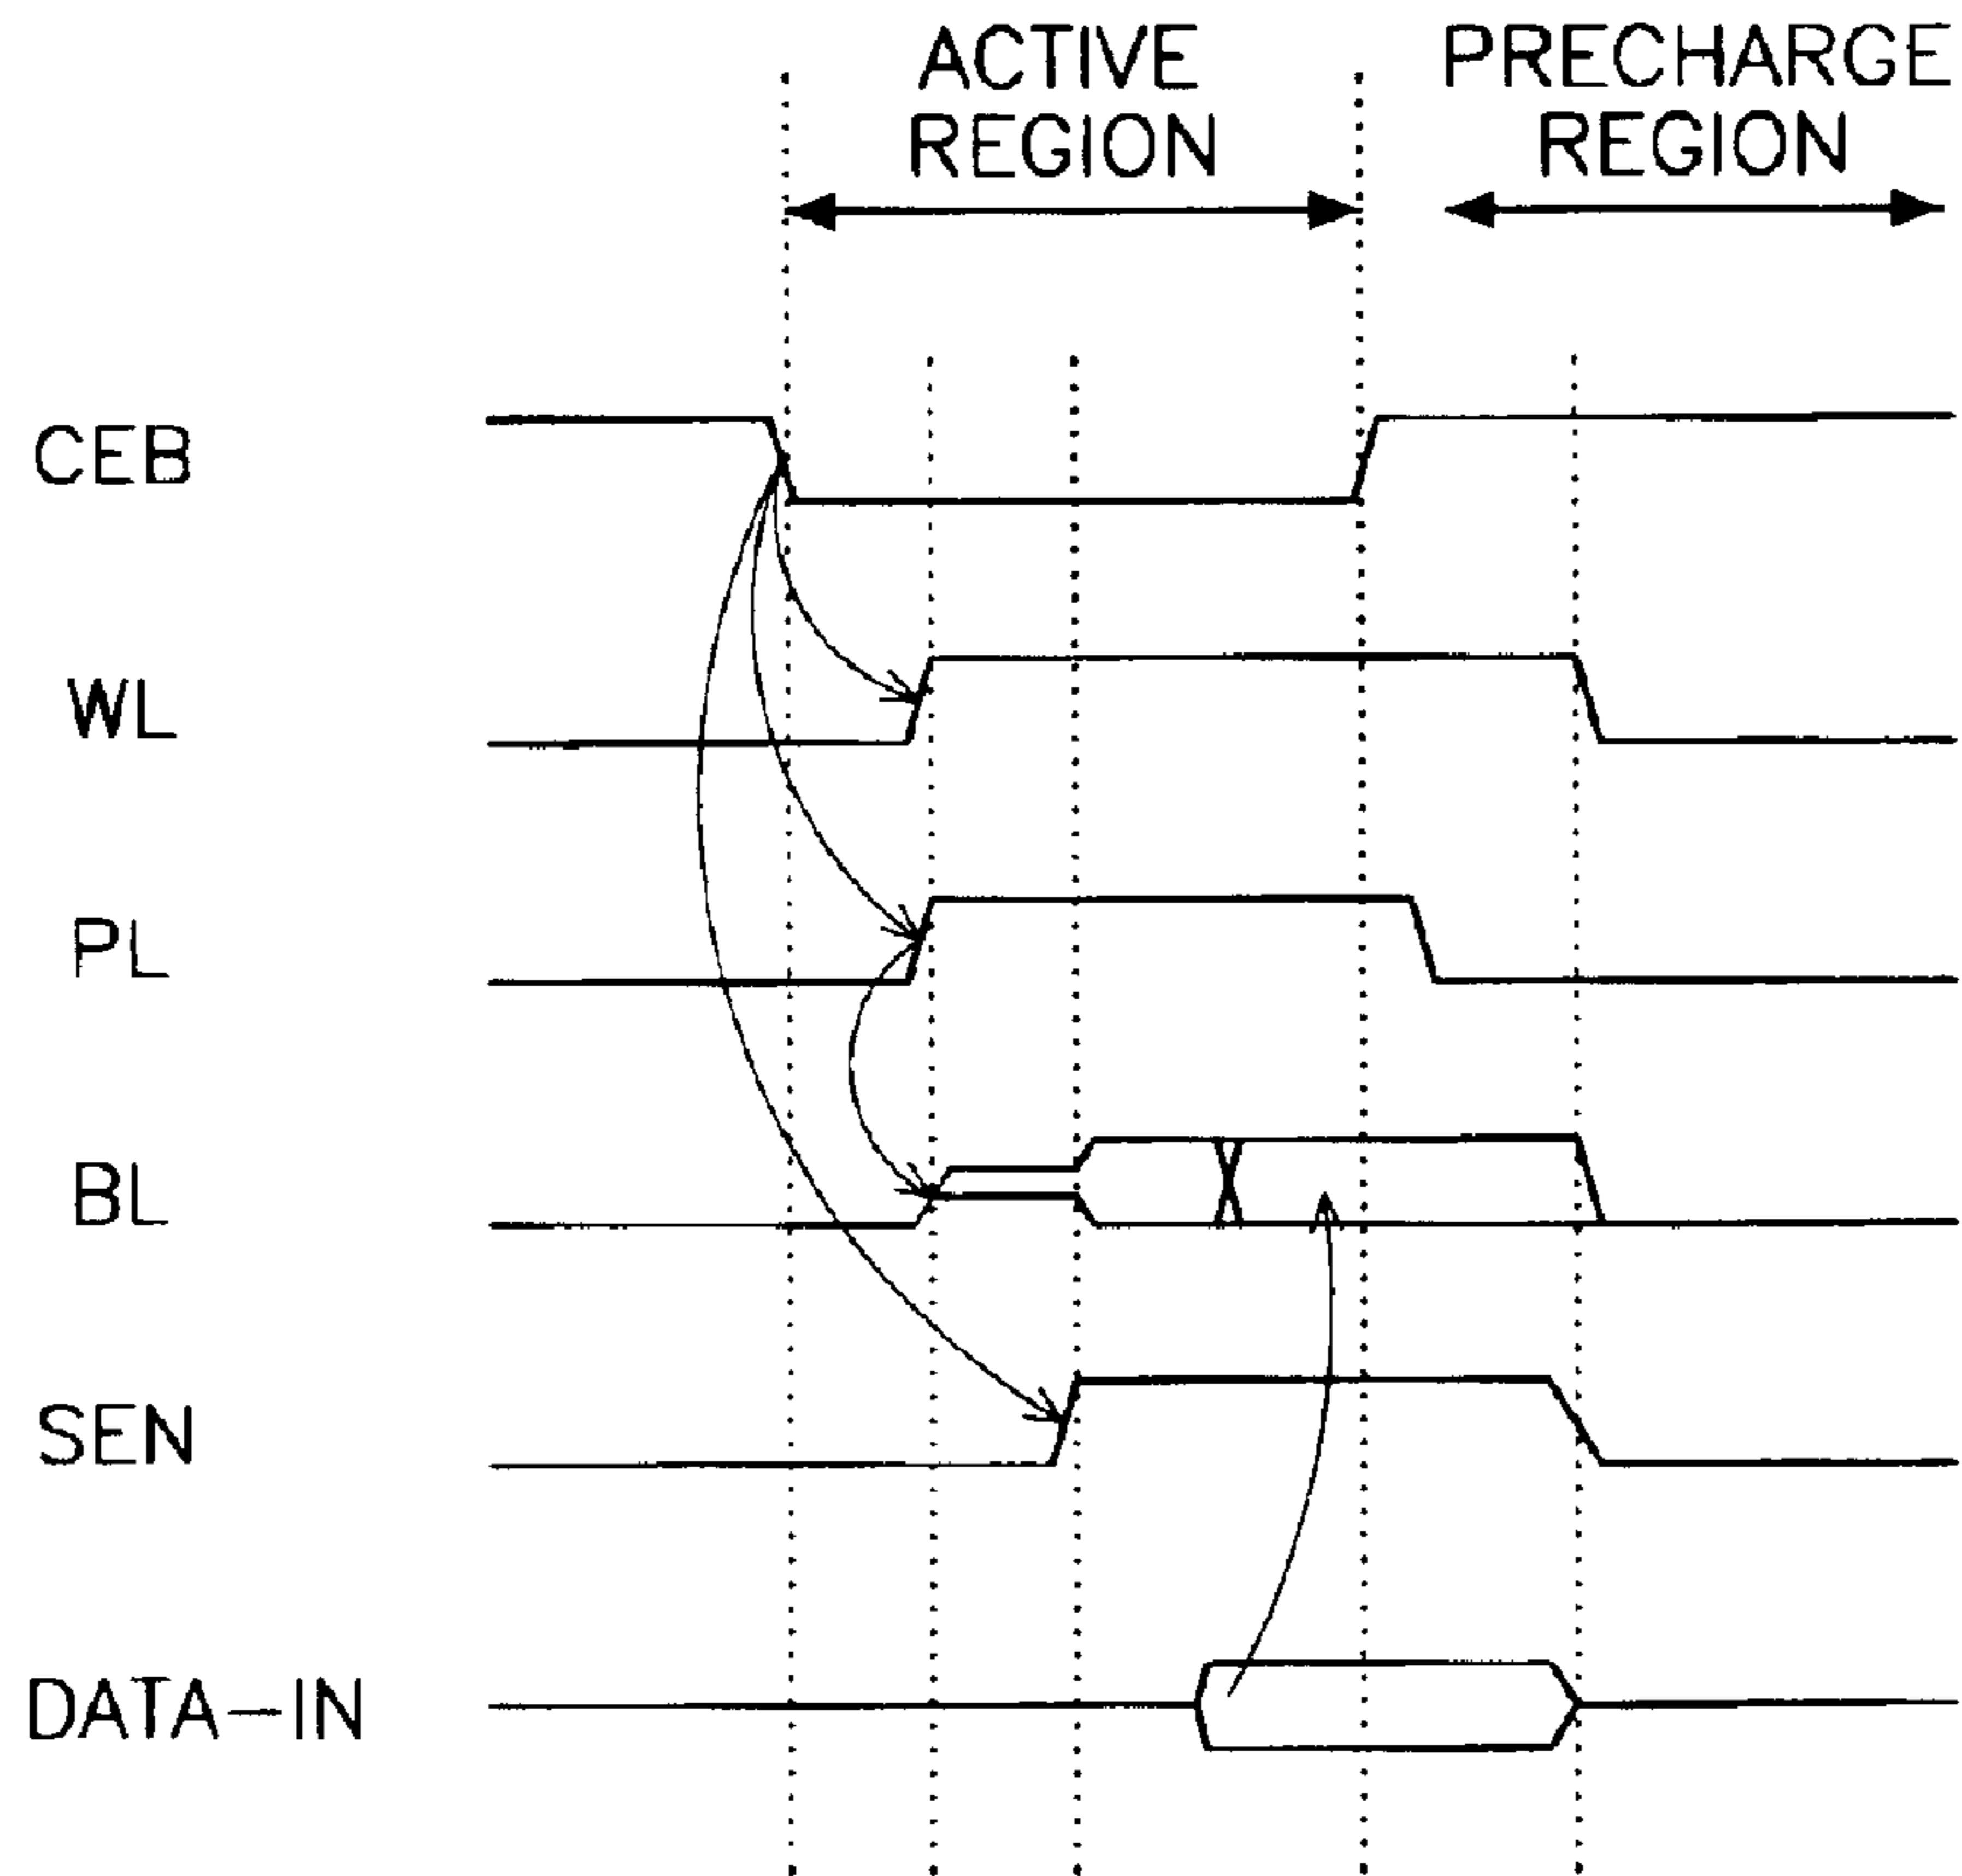 ACTIVE
REGION
PRECHARGE
REGION
CEB
WL
PL
BL
SEN
DATA-IN